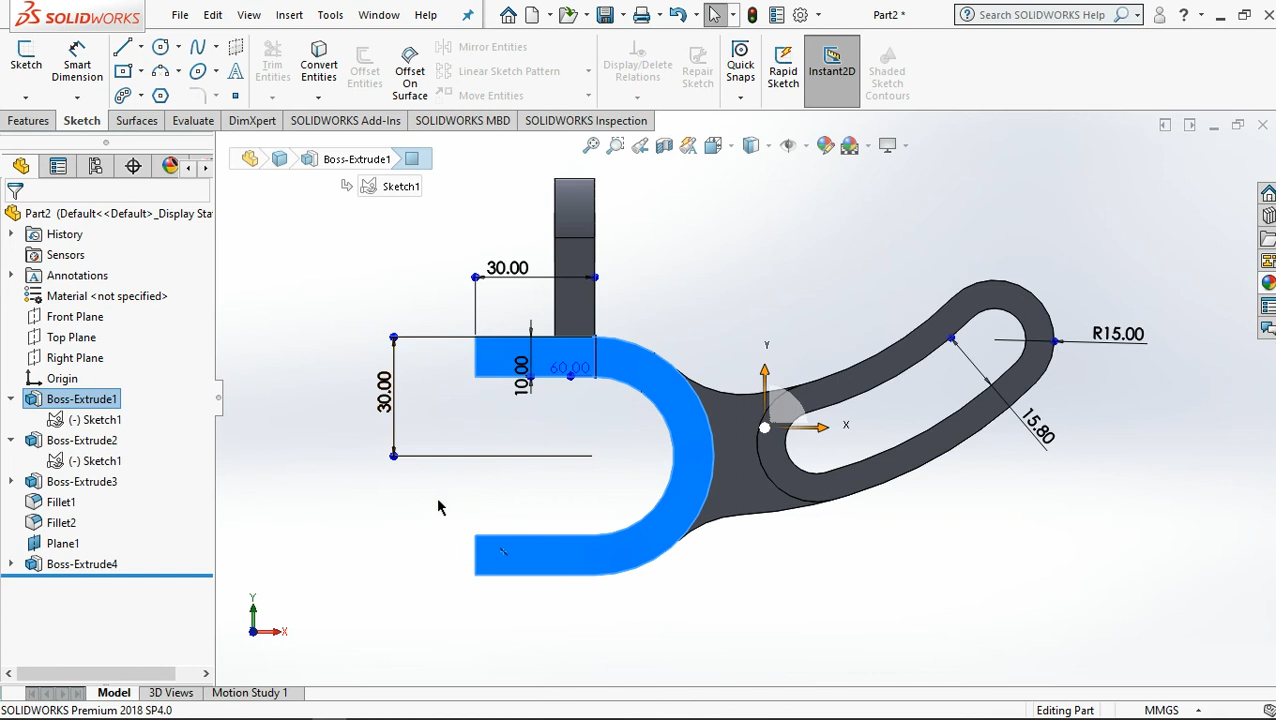 SOLIDWORKS
File Edit View Insert Tools Window Help
Part2 *
Search SOLIDWORKS Help
?
Sketch
Smart Dimension
Trim Entities
Convert Entities
Offset Entities
Offset On Surface
Mirror Entities
Linear Sketch Pattern
Move Entities
Display/Delete Relations
Repair Sketch
Quick Snaps
Rapid Sketch
Instant2D
Shaded Sketch Contours
Features Sketch Surfaces Evaluate DimXpert SOLIDWORKS Add-Ins SOLIDWORKS MBD SOLIDWORKS Inspection
Boss-Extrude1
Sketch1
Part2 (Default<<Default>_Display Sta
History
Sensors
Annotations
Material <not specified>
Front Plane
Top Plane
Right Plane
Origin
Boss-Extrude1
(-) Sketch1
Boss-Extrude2
(-) Sketch1
Boss-Extrude3
Fillet1
Fillet2
Plane1
Boss-Extrude4
30.00
30.00
10.00
60.00
R15.00
15.80
Y
X
Y
X
Model 3D Views Motion Study 1
SOLIDWORKS Premium 2018 SP4.0
Editing Part
MMGS